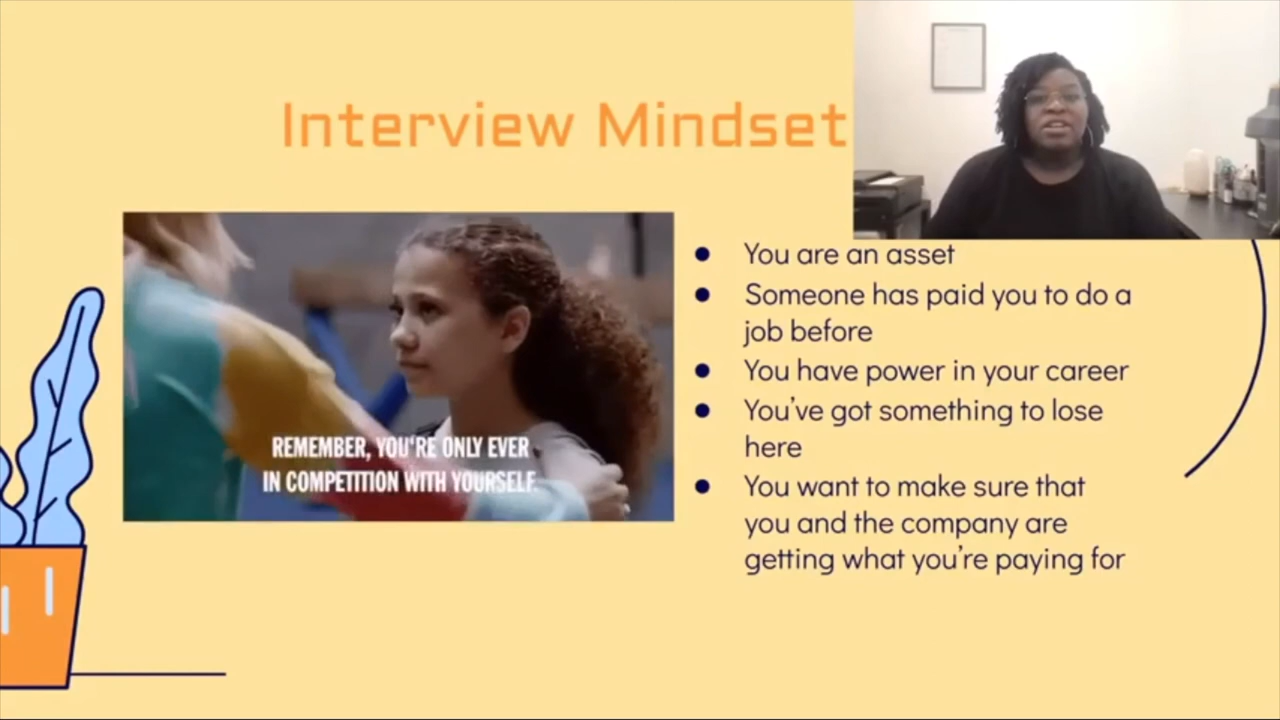 Interview Mindset
REMEMBER, YOU'RE ONLY EVER
IN COMPETITION WITH YOURSELF.
● You are an asset
● Someone has paid you to do a
job before
● You have power in your career
● You've got something to lose
here
● You want to make sure that
you and the company are
getting what you're paying for